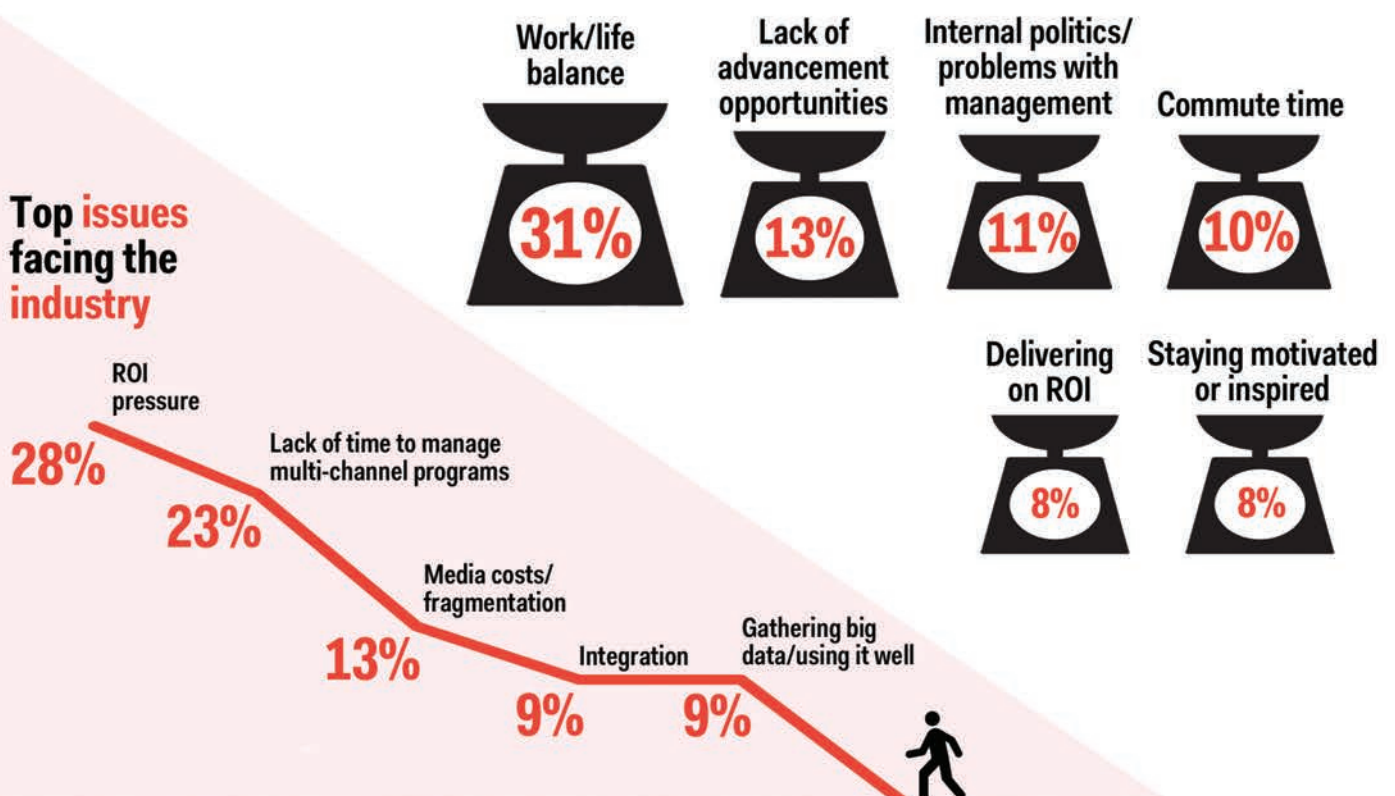 Work/life
balance
31%
Lack of
advancement
opportunities
13%
Internal politics/
problems with
management
11%
Commute time
10%
Delivering
on ROI
8%
Staying motivated
or inspired
8%
Top issues
facing the
industry
ROI
pressure
28%
Lack of time to manage
multi-channel programs
23%
Media costs/
fragmentation
13%
Integration
9%
Gathering big
data/using it well
9%